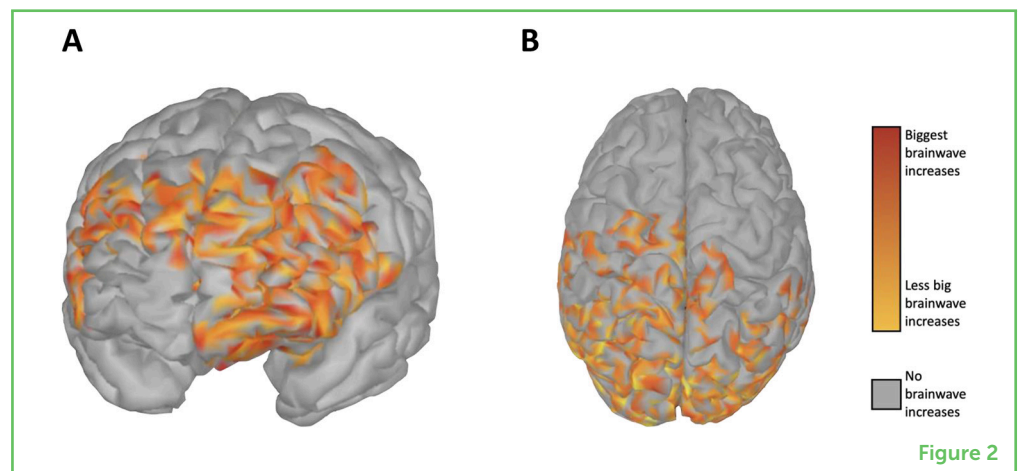 A
B
Biggest
brainwave
increases
Less big
brainwave
increases
No
brainwave
increases
Figure 2